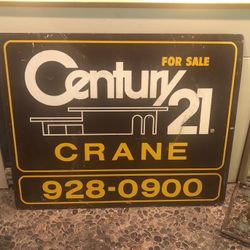 FOR SALE
Century
21®
CRANE
928-0900